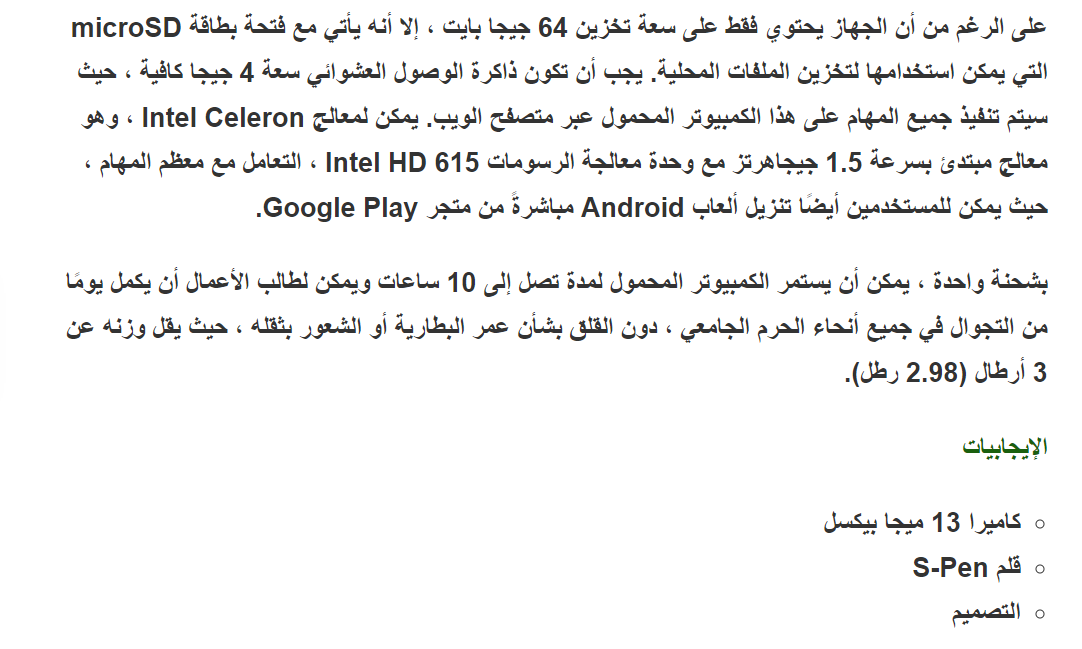 على الرغم من أن الجهاز يحتوي فقط على سعة تخزين 64 جيجا بايت ، إلا أنه يأتي مع فتحة بطاقة microSD
التي يمكن استخدامها لتخزين الملفات المحلية. يجب أن تكون ذاكرة الوصول العشوائي سعة 4 جيجا كافية ، حيث
سيتم تنفيذ جميع المهام على هذا الكمبيوتر المحمول عبر متصفح الويب. يمكن لمعالج Intel Celeron ، وهو
معالج مبتدئ بسرعة 1.5 جيجاهرتز مع وحدة معالجة الرسومات Intel HD 615 ، التعامل مع معظم المهام ،
حيث يمكن للمستخدمين أيضًا تنزيل ألعاب Android مباشرةً من متجر Google Play.
بشحنة واحدة ، يمكن أن يستمر الكمبيوتر المحمول لمدة تصل إلى 10 ساعات ويمكن لطالب الأعمال أن يكمل يومًا
من التجوال في جميع أنحاء الحرم الجامعي ، دون القلق بشأن عمر البطارية أو الشعور بثقله ، حيث يقل وزنه عن
3 أرطال (2.98 رطل).
الإيجابيات
كاميرا 13 ميجا بيكسل
قلم S-Pen
التصميم